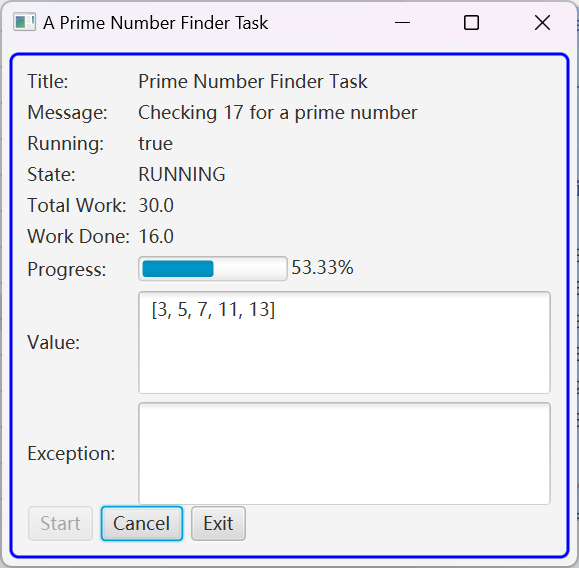 A Prime Number Finder Task
Title: Prime Number Finder Task
Message: Checking 17 for a prime number
Running: true
State: RUNNING
Total Work: 30.0
Work Done: 16.0
Progress: 53.33%
Value: [3, 5, 7, 11, 13]
Exception:
Start Cancel Exit